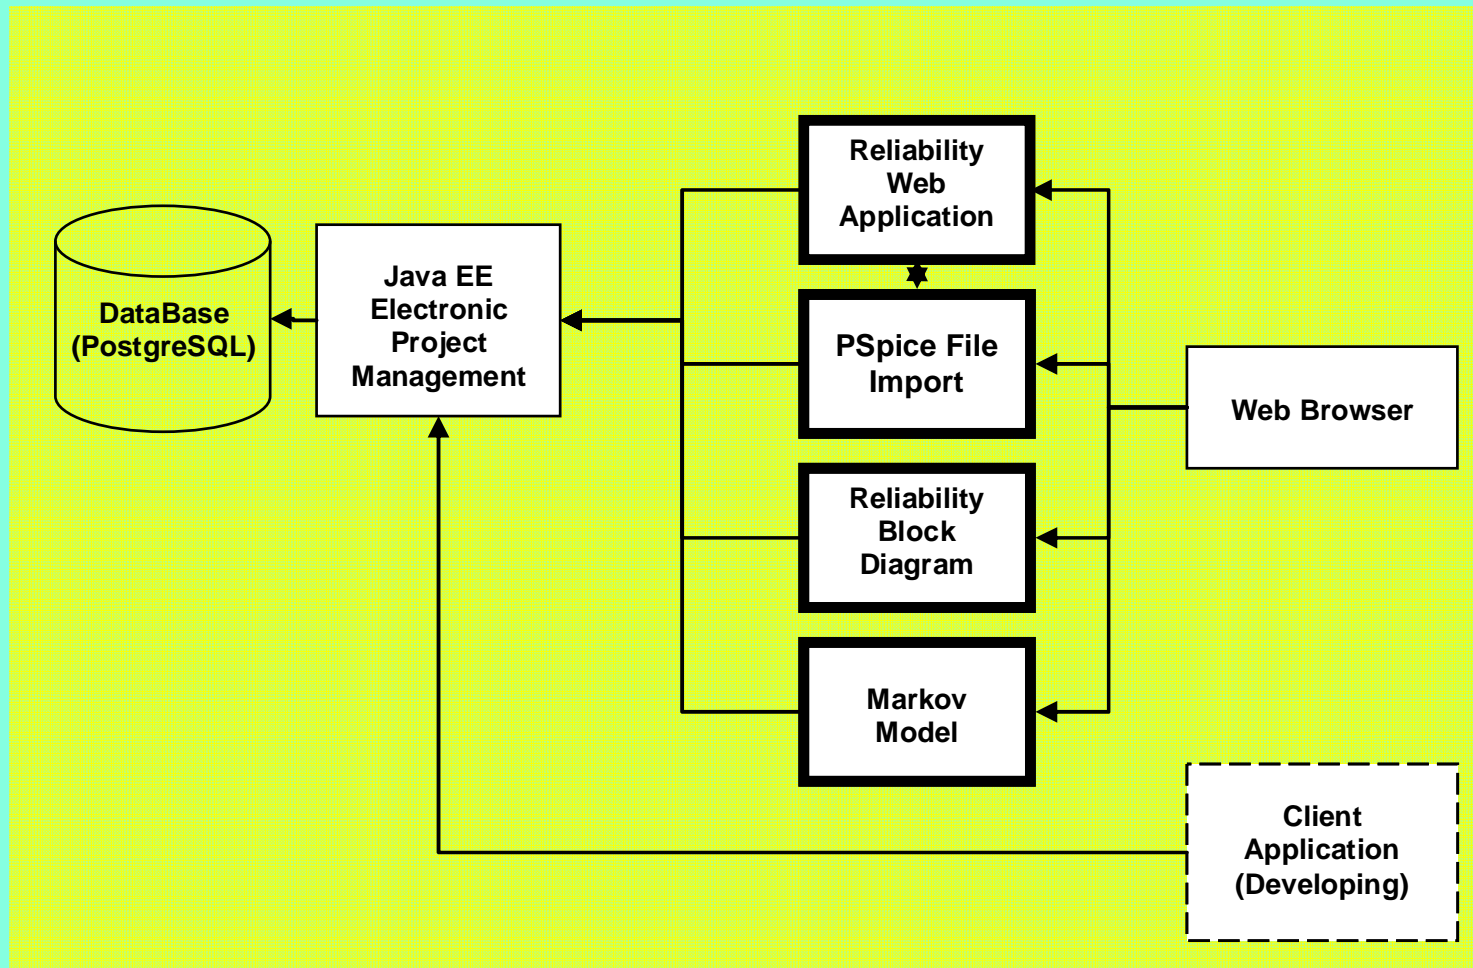 DataBase
(PostgreSQL)
Java EE
Electronic
Project
Management
Reliability
Web
Application
PSpice File
Import
Reliability
Block
Diagram
Markov
Model
Web Browser
Client
Application
(Developing)